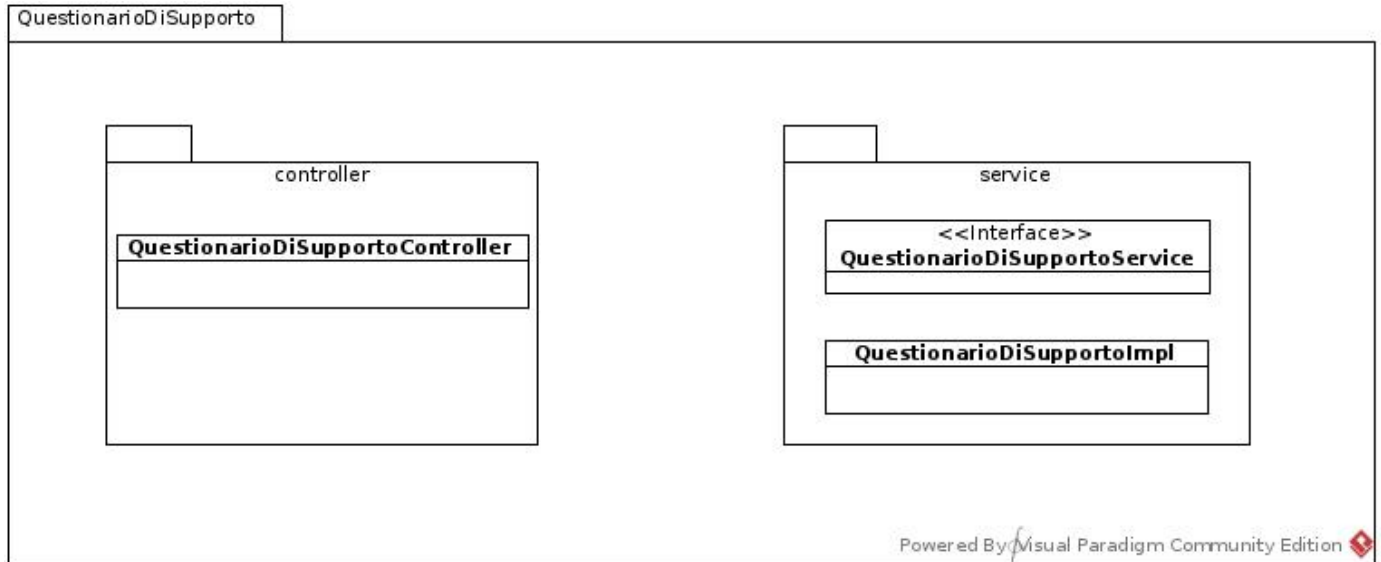 QuestionarioDiSupporto
controller
QuestionarioDiSupportoController
service
<<Interface>>
QuestionarioDiSupportoService
QuestionarioDiSupportoImpl
Powered By Visual Paradigm Community Edition